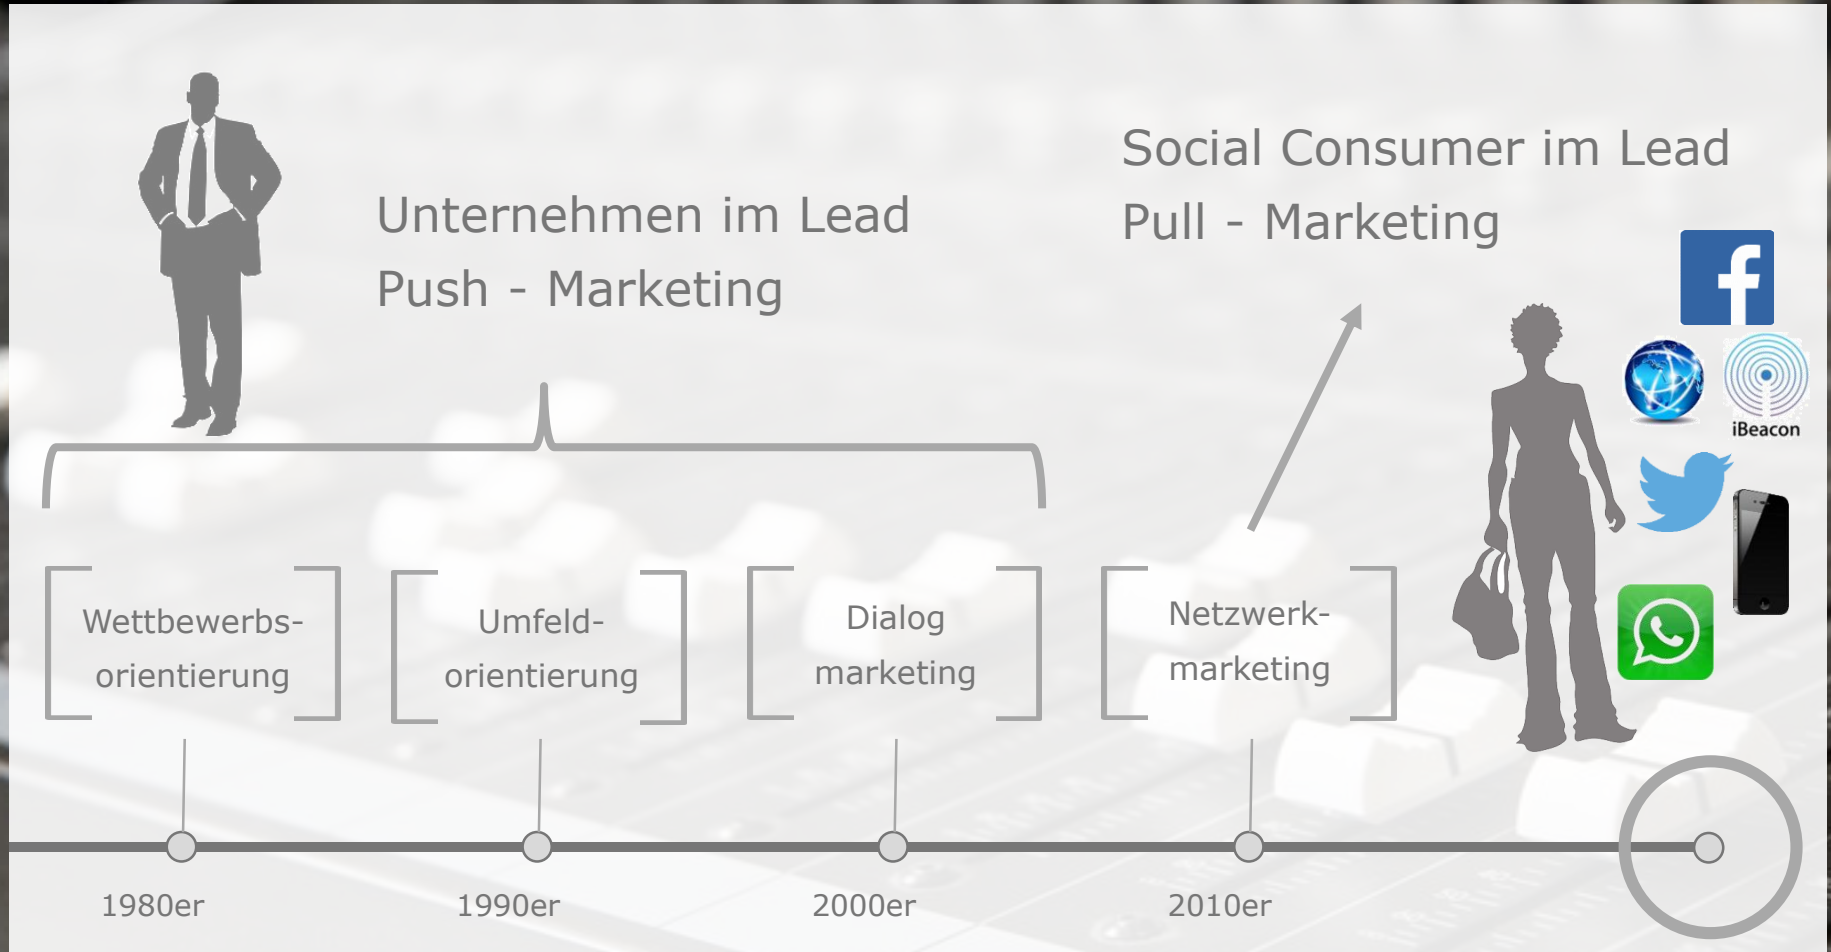 Unternehmen im Lead
Push - Marketing
Social Consumer im Lead
Pull - Marketing
iBeacon
Wettbewerbs-
orientierung
Umfeld-
orientierung
Dialog
marketing
Netzwerk-
marketing
1980er
1990er
2000er
2010er